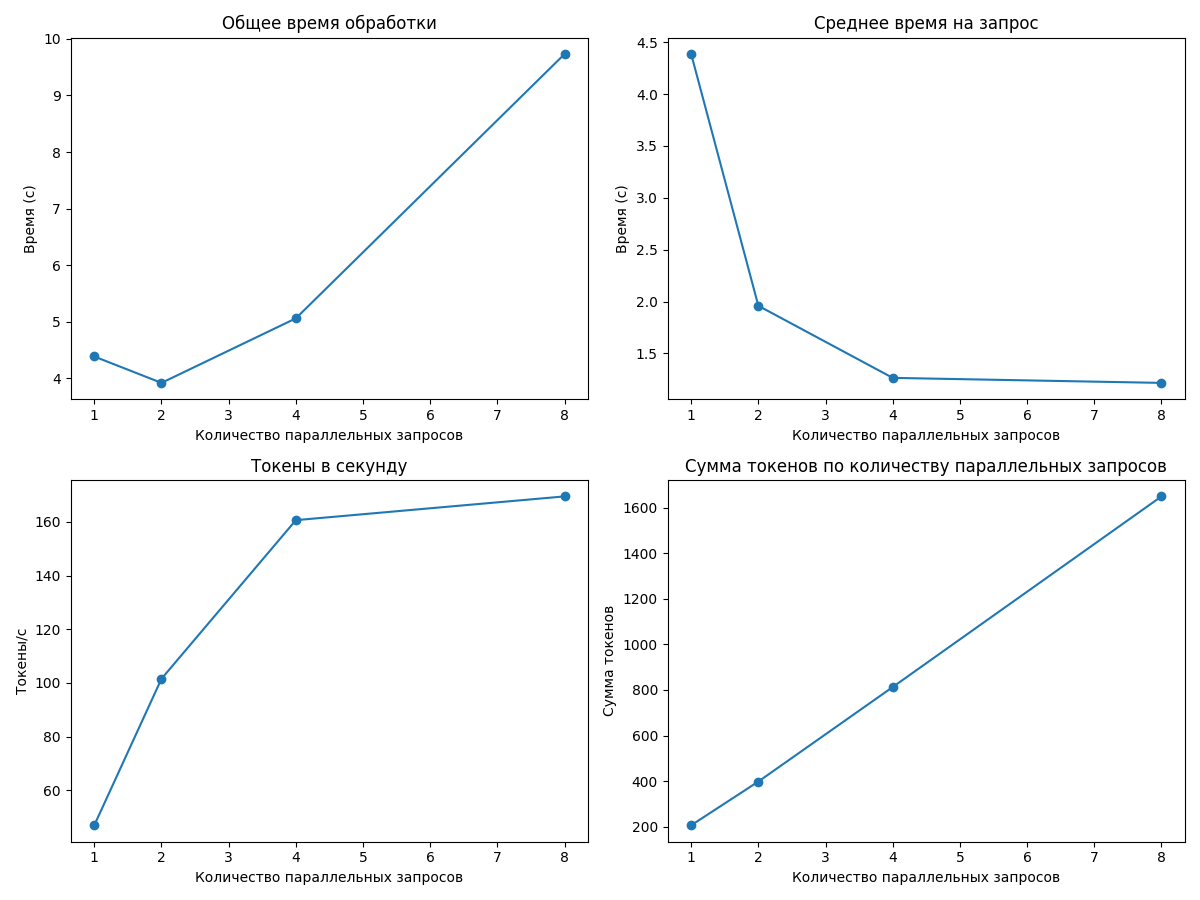 Общее время обработки
Время (с)
10
9
8
7
6
5
4
1 2 3 4 5 6 7 8
Количество параллельных запросов
Среднее время на запрос
Время (с)
4.5
4.0
3.5
3.0
2.5
2.0
1.5
1 2 3 4 5 6 7 8
Количество параллельных запросов
Токены в секунду
Токены/с
160
140
120
100
80
60
1 2 3 4 5 6 7 8
Количество параллельных запросов
Сумма токенов по количеству параллельных запросов
Сумма токенов
1600
1400
1200
1000
800
600
400
200
1 2 3 4 5 6 7 8
Количество параллельных запросов